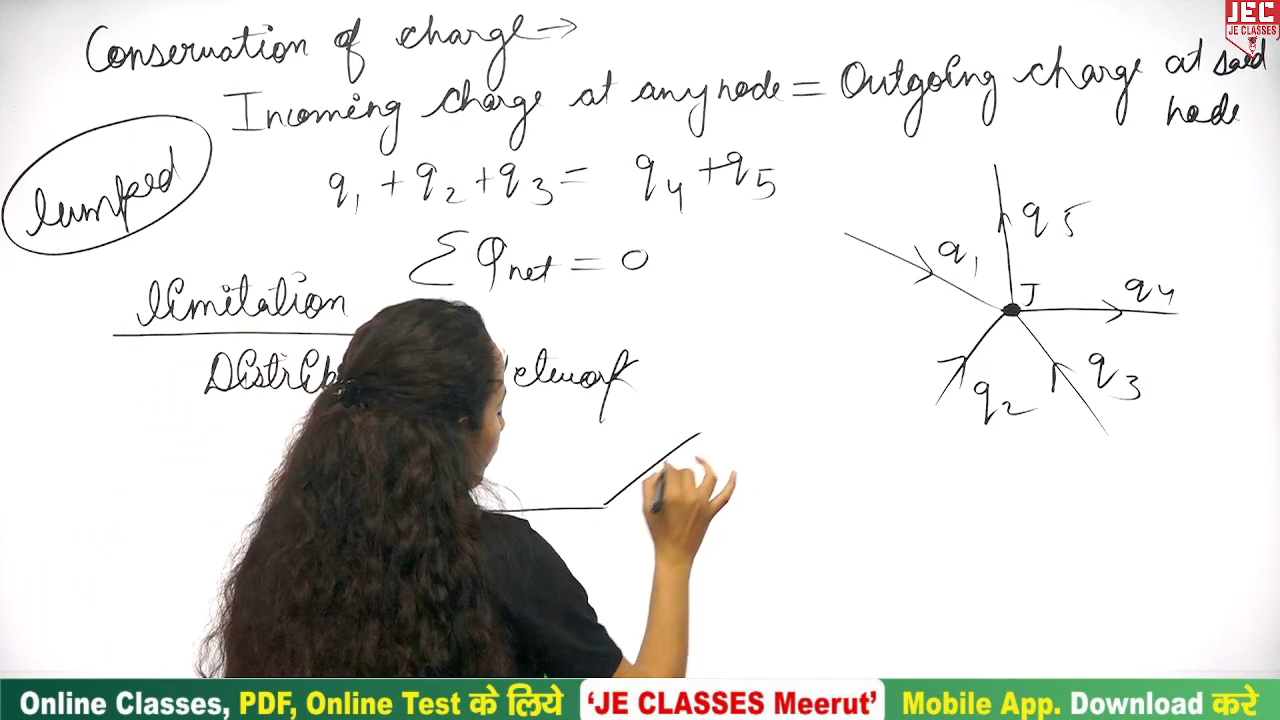 Conservation of charge →
Incoming charge at any node = Outgoing charge at said node
lumped
q1 + q2 + q3 = q4 + q5
Σ φnet = 0
limitation
q5
q1
J
q4
q3
q2
JEC
JE CLASSES
Online Classes, PDF, Online Test के लिये 'JE CLASSES Meerut' Mobile App. Download करे